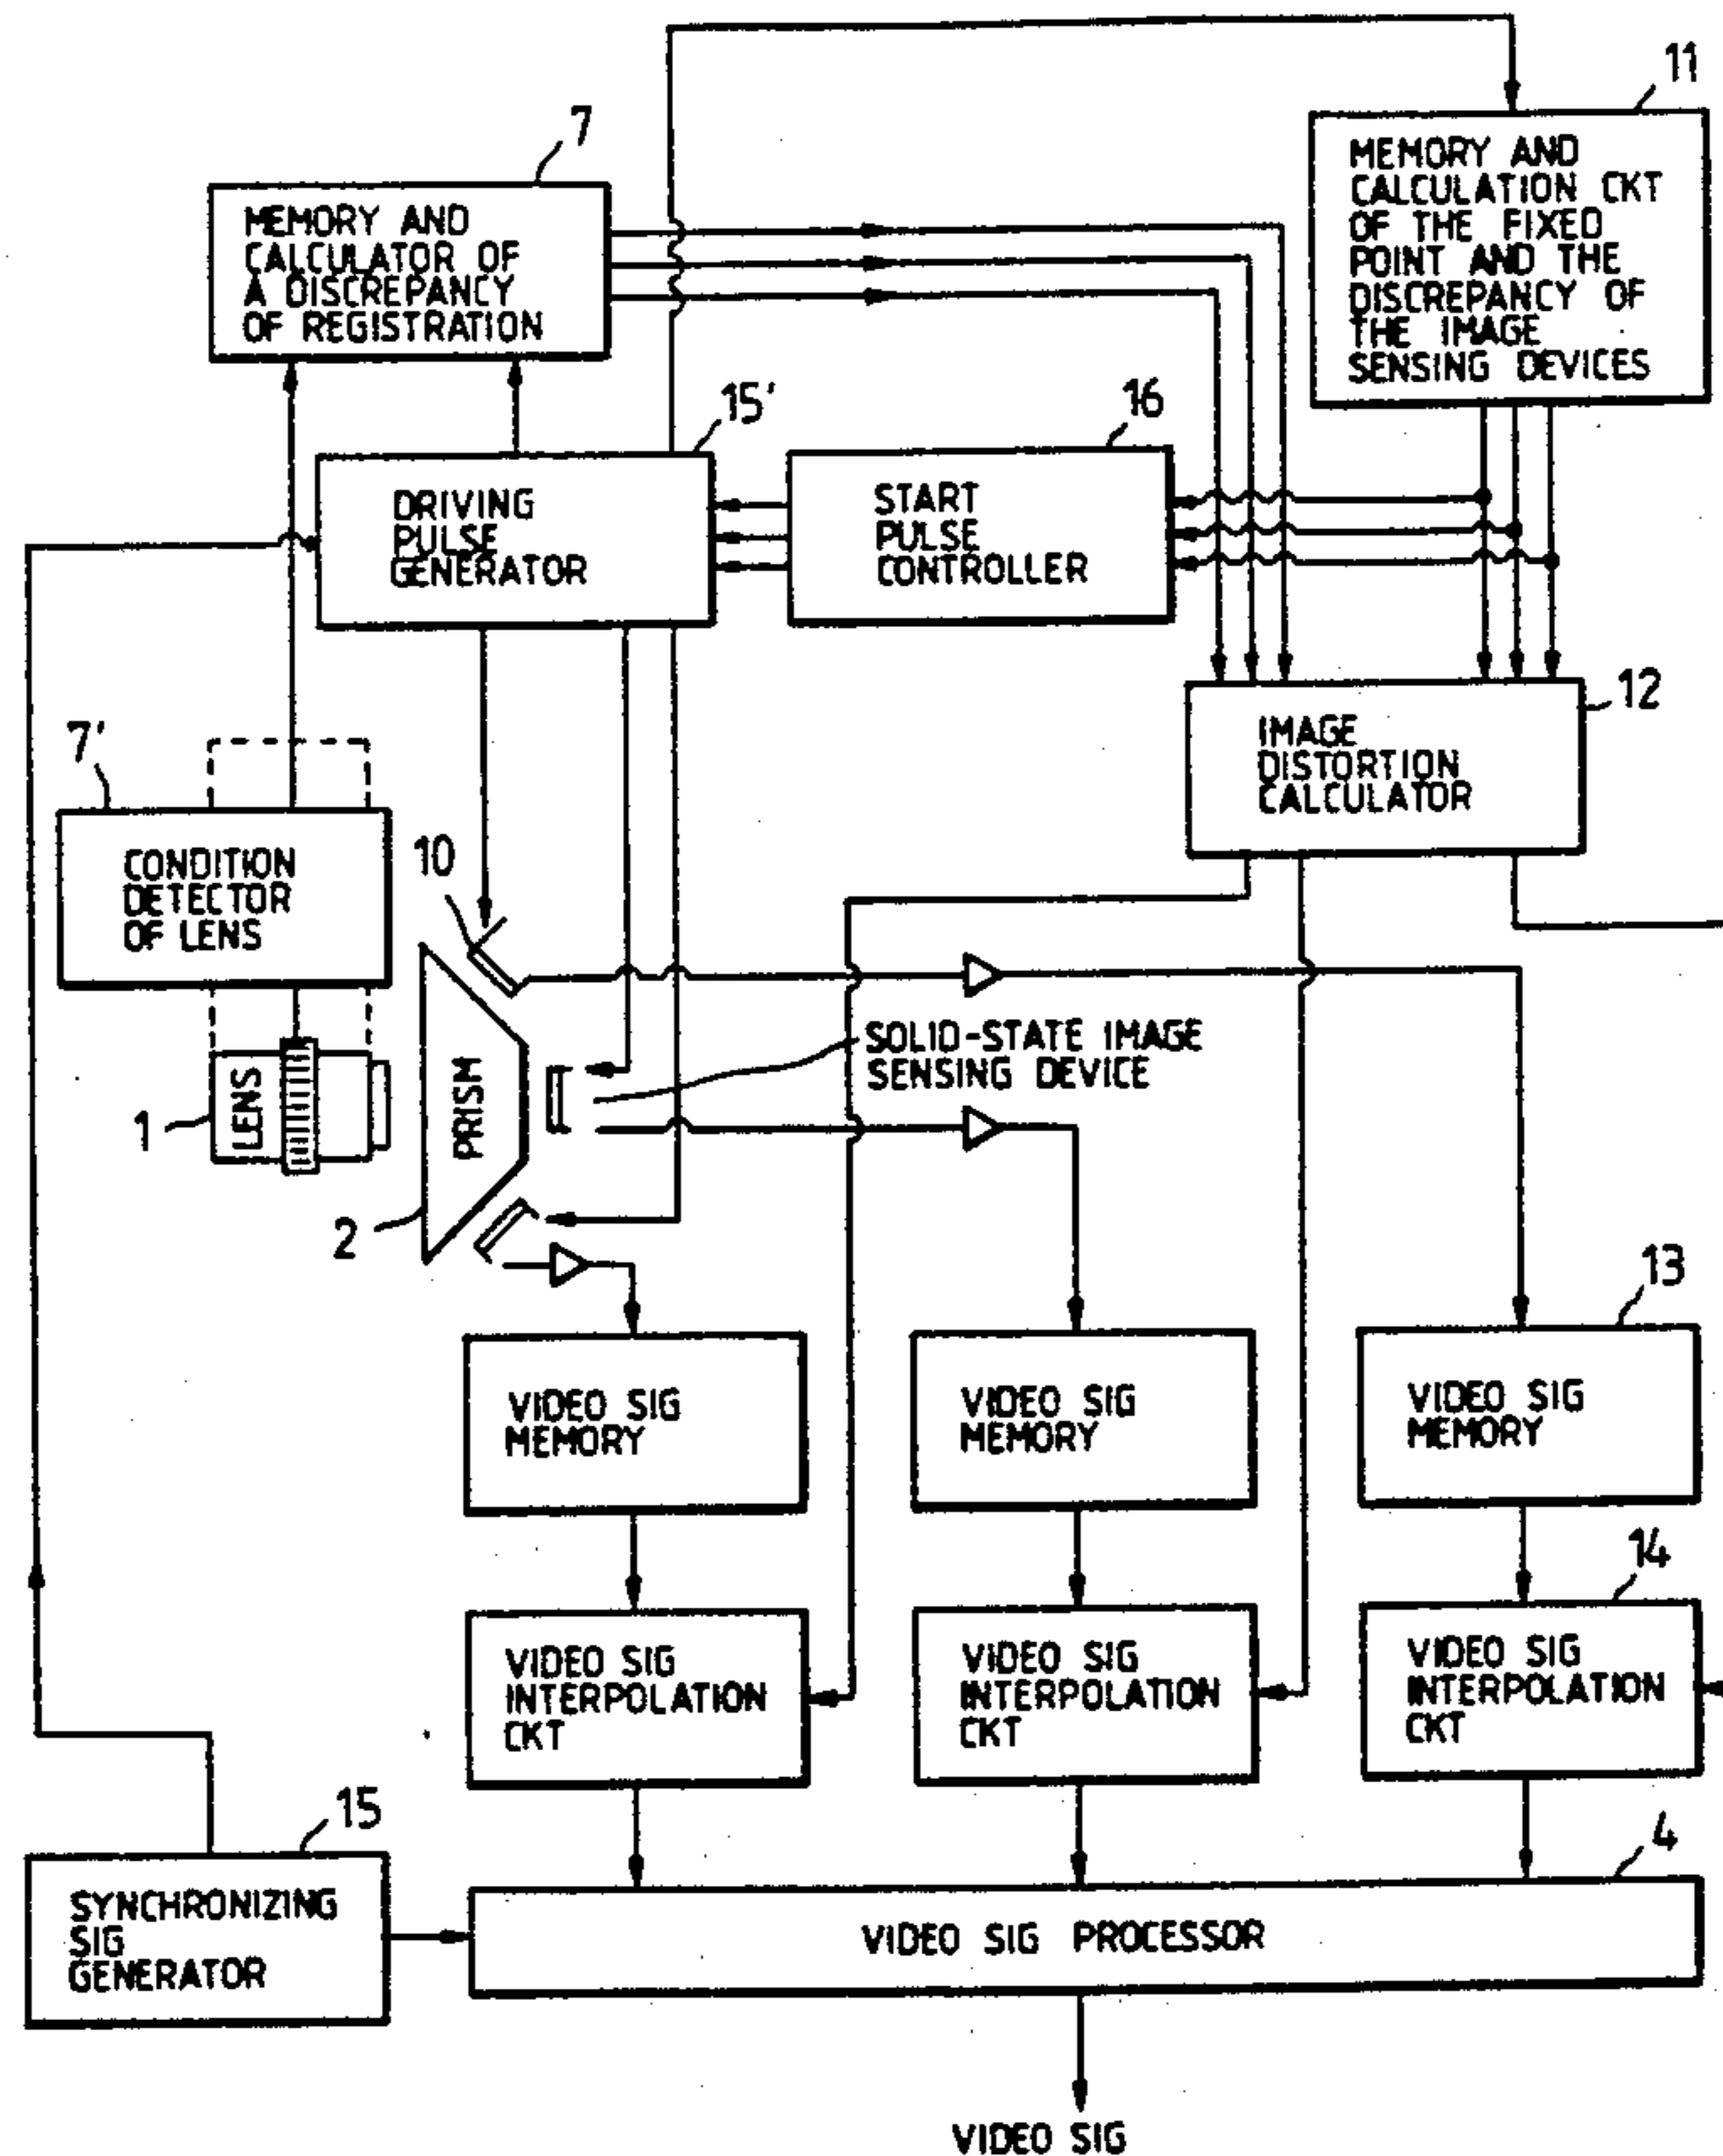 11
MEMORY AND
CALCULATION CKT
OF THE FIXED
POINT AND THE
DISCREPANCY OF
THE IMAGE
SENSING DEVICES
7
MEMORY AND
CALCULATOR OF
A DISCREPANCY
OF REGISTRATION
15'
DRIVING
PULSE
GENERATOR
16
START
PULSE
CONTROLLER
12
IMAGE
DISTORTION
CALCULATOR
7'
CONDITION
DETECTOR
OF LENS
10
SOLID-STATE IMAGE
SENSING DEVICE
1
LENS
PRISM
2
VIDEO SIG
MEMORY
VIDEO SIG
MEMORY
13
VIDEO SIG
MEMORY
VIDEO SIG
INTERPOLATION
CKT
VIDEO SIG
INTERPOLATION
CKT
14
VIDEO SIG
INTERPOLATION
CKT
15
SYNCHRONIZING
SIG
GENERATOR
4
VIDEO SIG PROCESSOR
VIDEO SIG